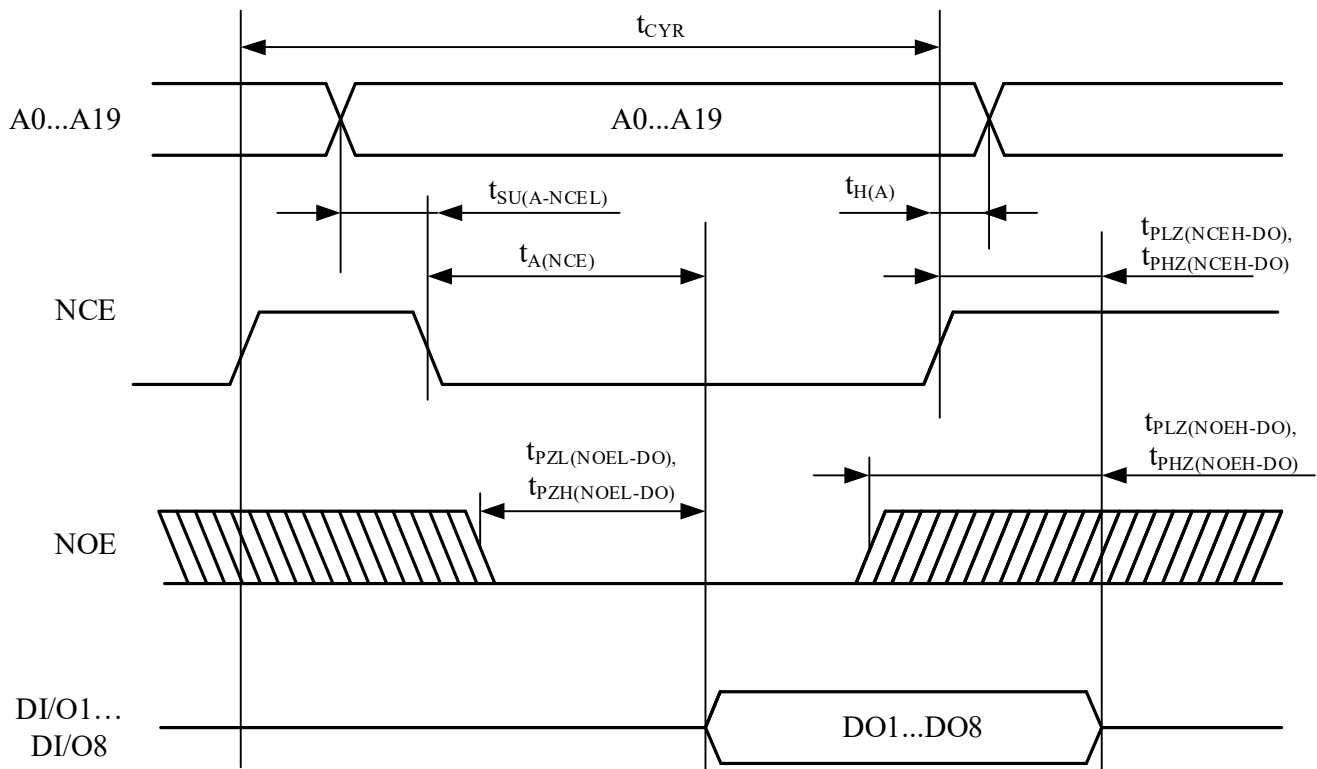 tCYR
A0...A19
A0...A19
tSU(A-NCEL)
tH(A)
tA(NCE)
tPLZ(NCEH-DO),
tPHZ(NCEH-DO)
NCE
tPZL(NOEL-DO),
tPZH(NOEL-DO)
tPLZ(NOEH-DO),
tPHZ(NOEH-DO)
NOE
DI/O1…
DI/O8
DO1...DO8